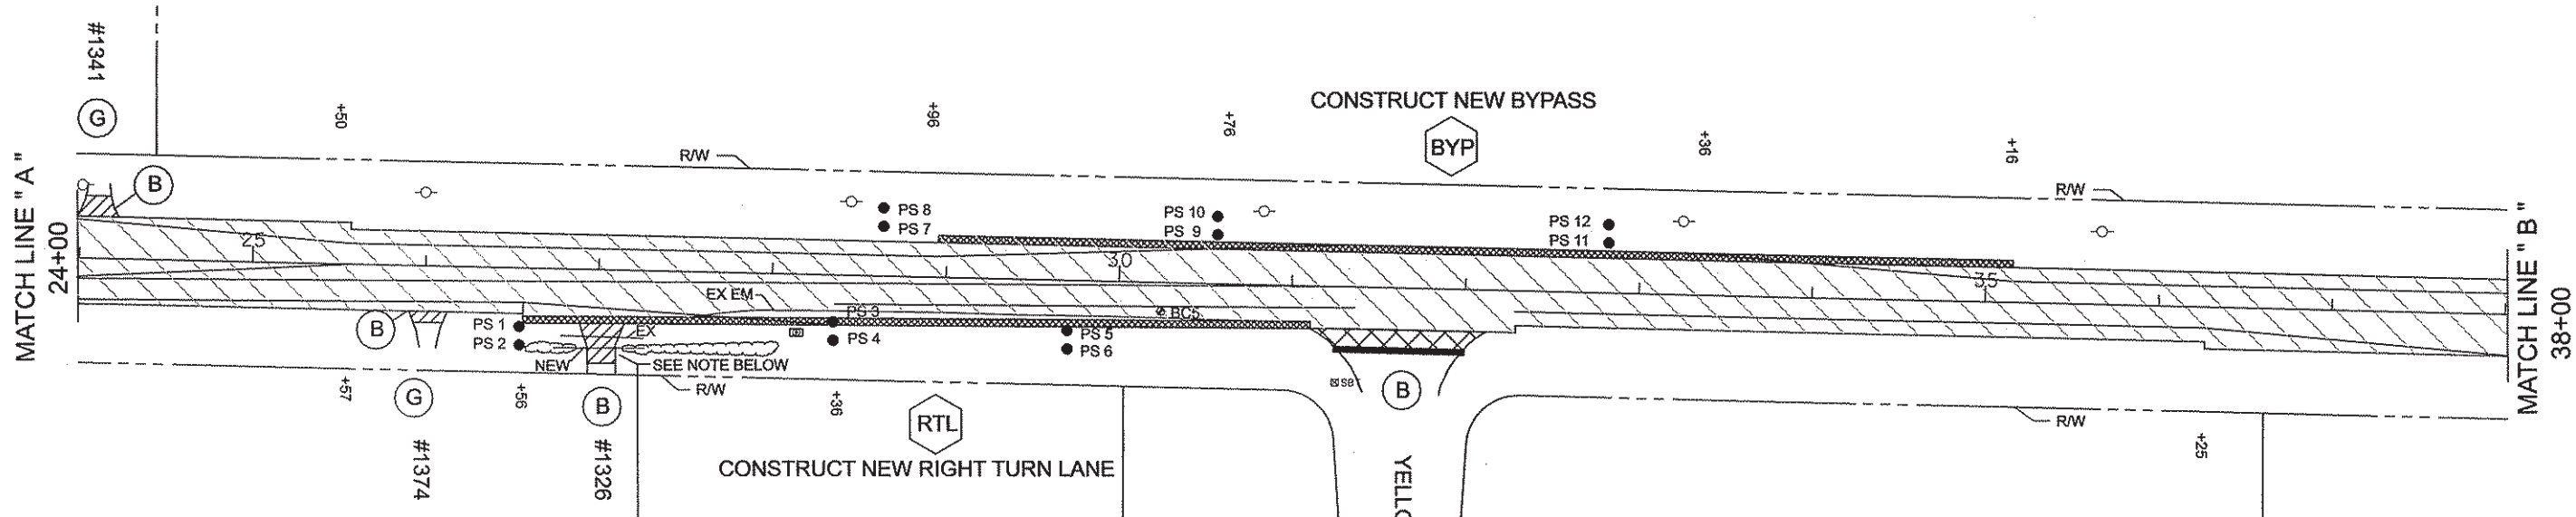 #1341
G
B
MATCH LINE " A "
24+00
+50
R/W
+96
+76
CONSTRUCT NEW BYPASS
BYP
+36
+16
R/W
MATCH LINE " B "
38+00
PS 8
PS 7
PS 10
PS 9
PS 12
PS 11
25
30
35
EX EM
PS 3
PS 4
BC5
PS 5
PS 6
B
PS 1
PS 2
EX
NEW
SEE NOTE BELOW
R/W
+57
G
#1374
+56
B
#1326
+36
RTL
CONSTRUCT NEW RIGHT TURN LANE
B
R/W
+25